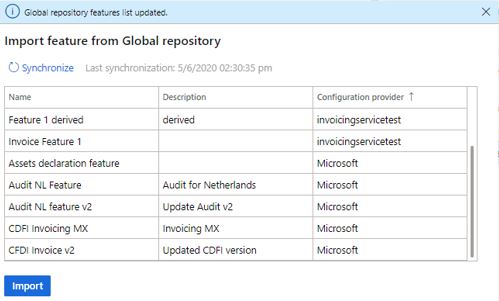 Global repository features list updated.
Import feature from Global repository
Synchronize Last synchronization: 5/6/2020 02:30:35 pm
Name Description Configuration provider ↑
Feature 1 derived derived invoicingservicetest
Invoice Feature 1 invoicingservicetest
Assets declaration feature Microsoft
Audit NL Feature Audit for Netherlands Microsoft
Audit NL feature v2 Update Audit v2 Microsoft
CDFI Invoicing MX Invoicing MX Microsoft
CFDI Invoice v2 Updated CDFI version Microsoft
Import